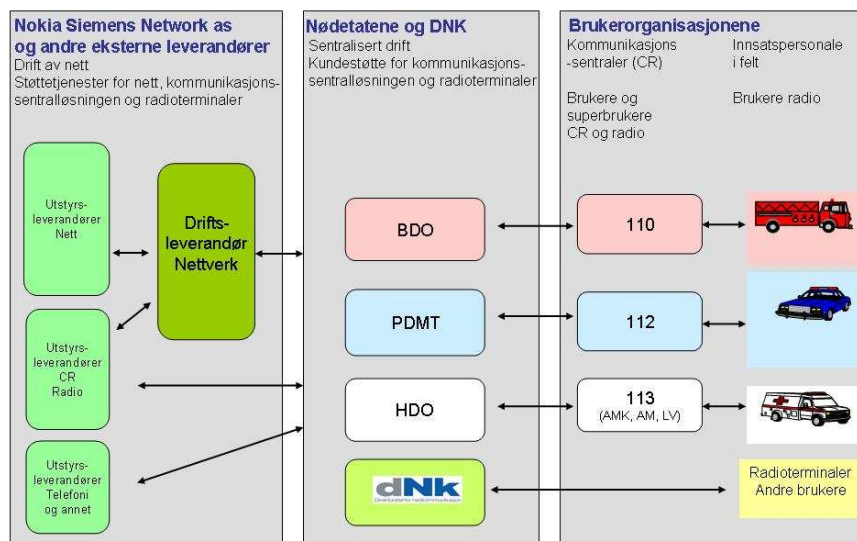 Nokia Siemens Network as
og andre eksterne leverandører
Drift av nett
Støttetjenester for nett, kommunikasjons-
sentralløsningen og radioterminaler
Utstyrs-
leverandører
Nett
Drifts-
leverandør
Nettverk
Utstyrs-
leverandører
CR
Radio
Utstyrs-
leverandører
Telefoni
og annet
Nødetatene og DNK
Sentralisert drift
Kundestøtte for kommunikasjons-
sentralløsningen og radioterminaler
BDO
PDMT
HDO
dNk
Direktoratet for nødkommunikasjon
Brukerorganisasjonene
Kommunikasjons
-sentraler (CR)
Brukere og
superbrukere
CR og radio
Innsatspersonale
i felt
Brukere radio
110
112
113
(AMK, AM, LV)
Radioterminaler
Andre brukere